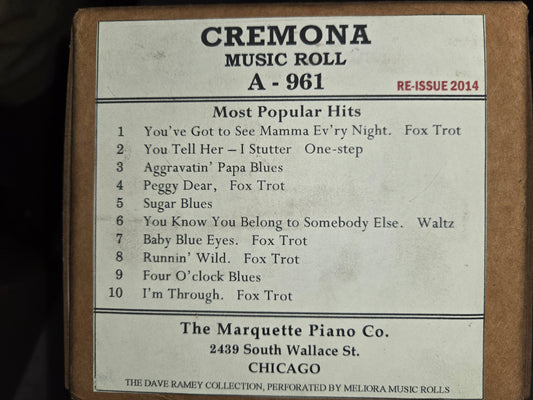 CREMONA
MUSIC ROLL
A - 961
RE-ISSUE 2014
Most Popular Hits
1 You've Got to See Mamma Ev'ry Night. Fox Trot
2 You Tell Her – I Stutter One-step
3 Aggravatin' Papa Blues
4 Peggy Dear, Fox Trot
5 Sugar Blues
6 You Know You Belong to Somebody Else. Waltz
7 Baby Blue Eyes. Fox Trot
8 Runnin' Wild. Fox Trot
9 Four O'clock Blues
10 I'm Through. Fox Trot
The Marquette Piano Co.
2439 South Wallace St.
CHICAGO
THE DAVE RAMEY COLLECTION, PERFORATED BY MELIORA MUSIC ROLLS